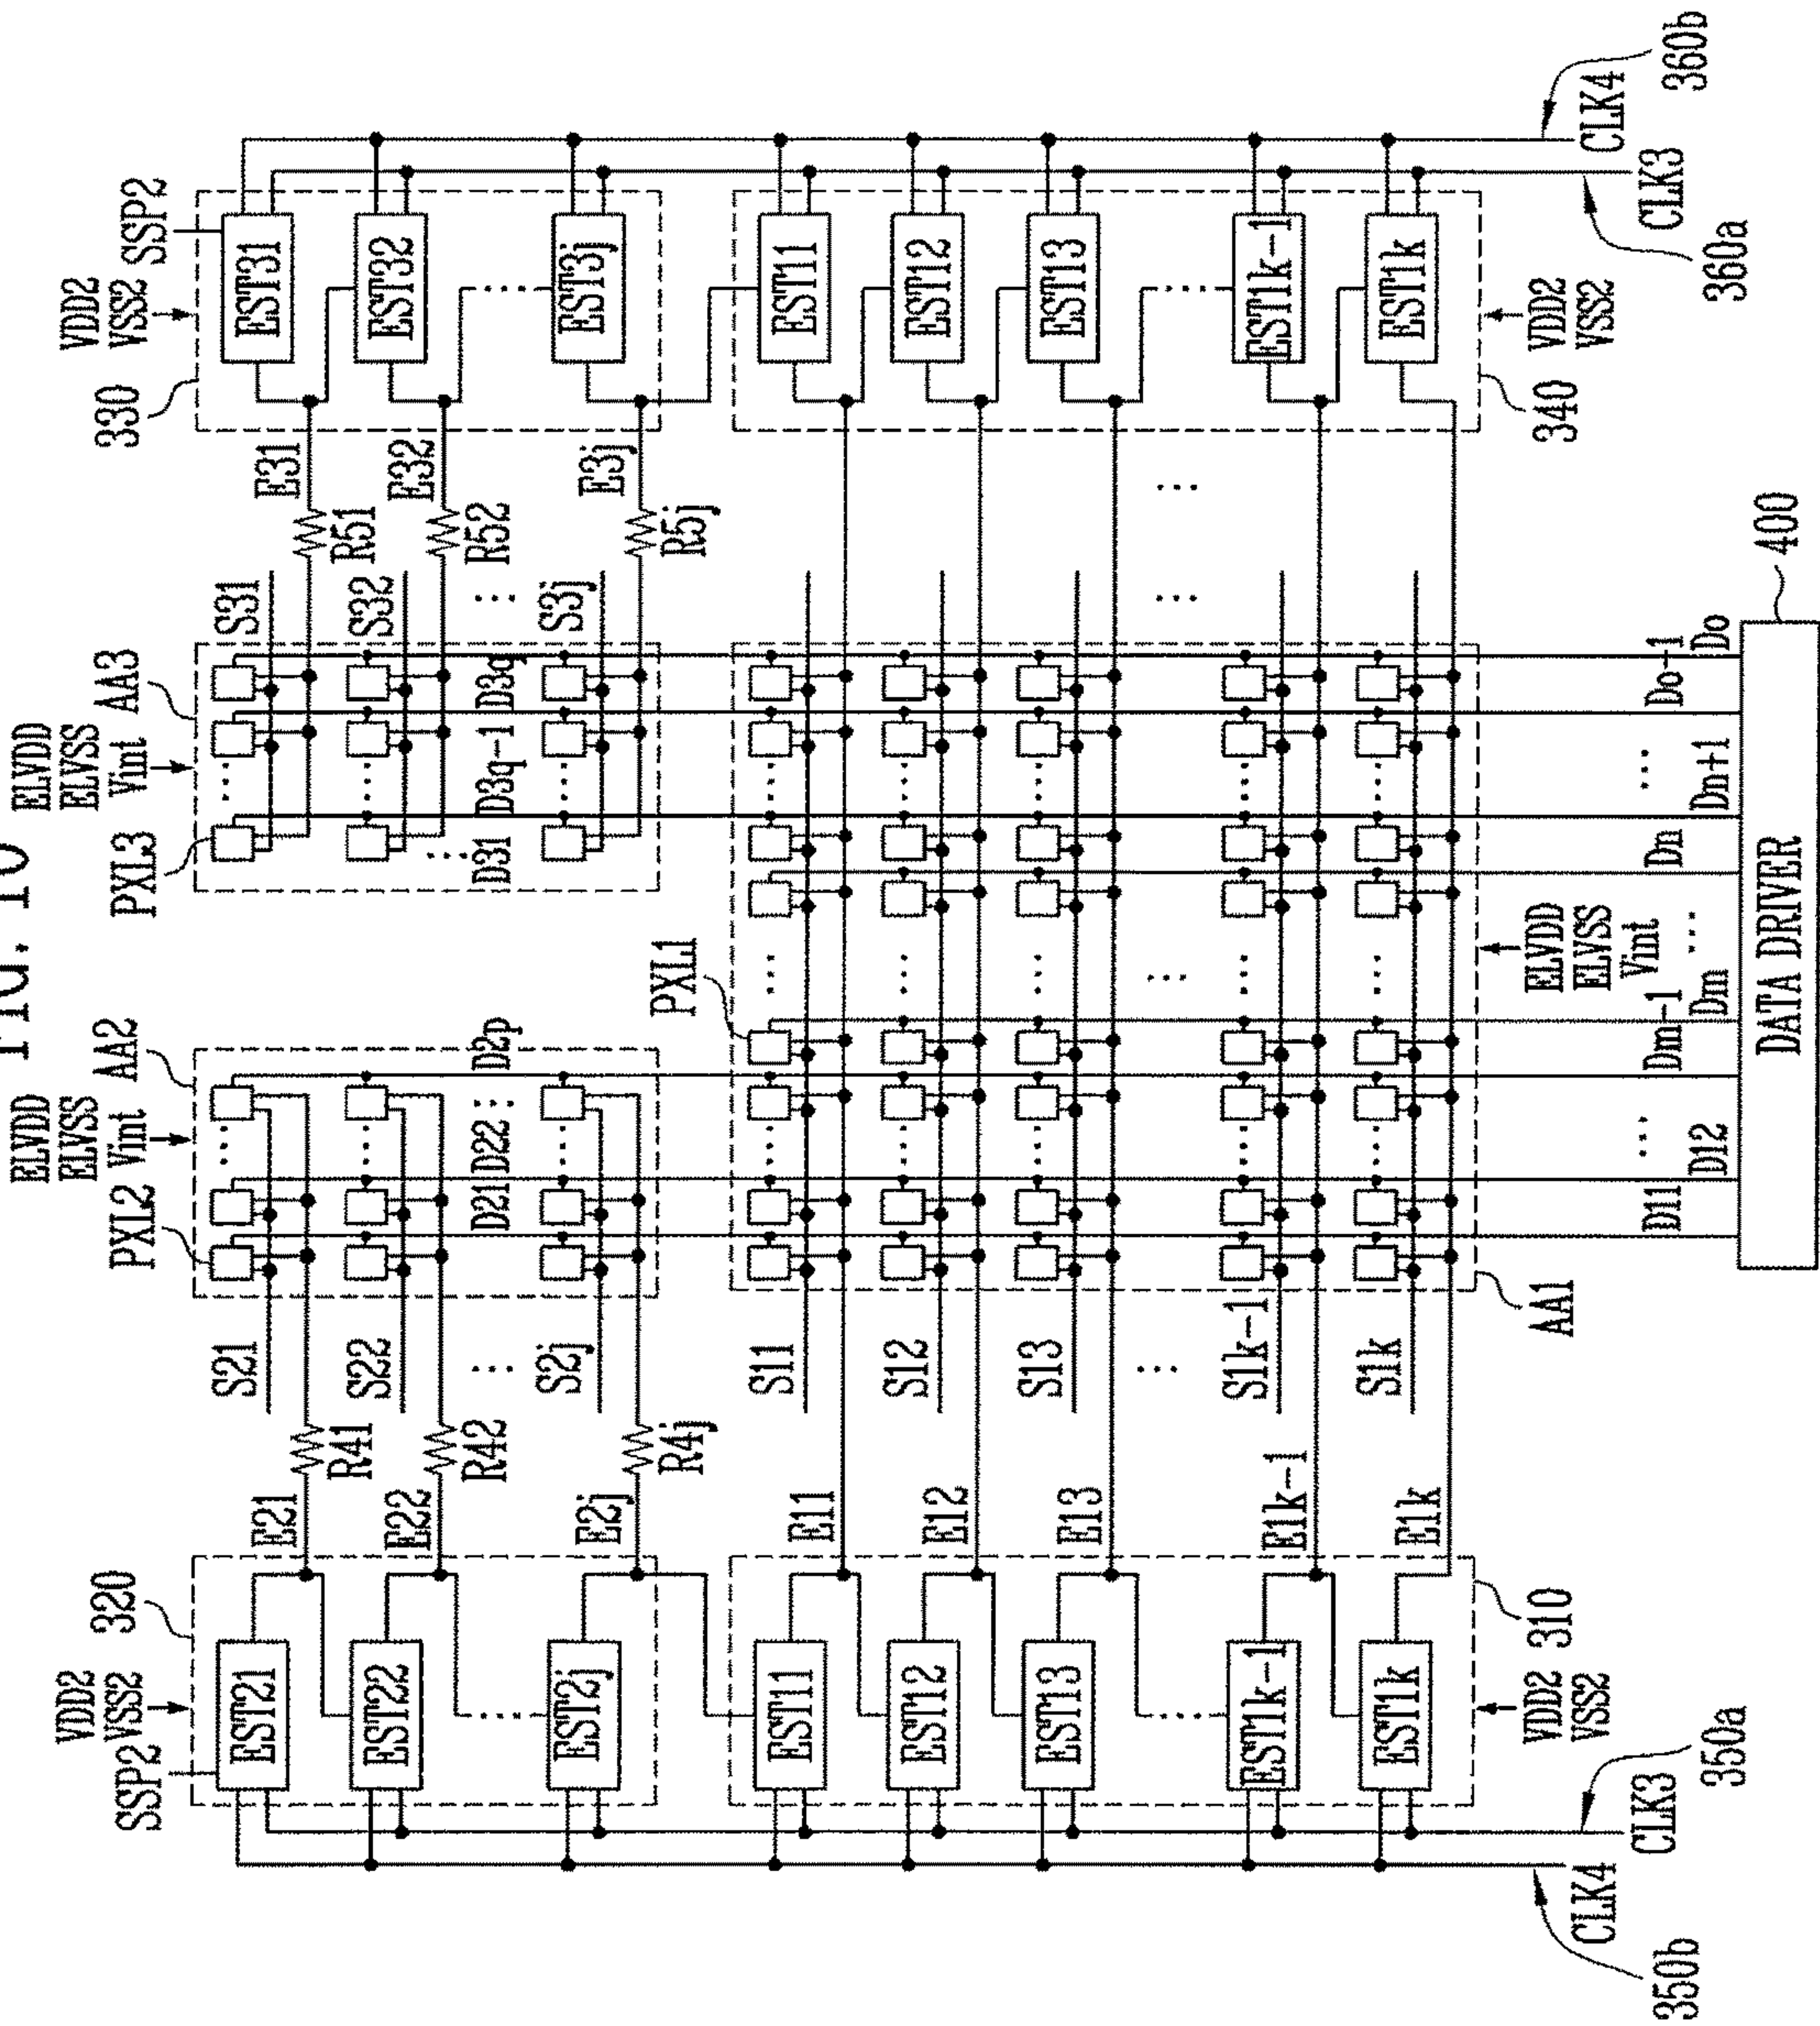 FIG. 10
ELVDD
ELVSS
Vint
ELVDD
ELVSS
Vint
VDD2
VSS2
SSP2
320
PXL2
AA2
PXL3
AA3
330
VDD2
VSS2
SSP2
EST21
E21
S21
S31
E31
EST31
R41
R51
EST22
E22
S22
S32
E32
EST32
R42
R52
D21
D22
D2p
D31
D3q-1
D3q
EST2j
E2j
S2j
S3j
E3j
EST3j
R4j
R5j
PXL1
EST11
E11
S11
EST11
EST12
E12
S12
EST12
EST13
E13
S13
EST13
EST1k-1
E1k-1
S1k-1
EST1k-1
EST1k
E1k
S1k
EST1k
310
VDD2
VSS2
AA1
ELVDD
ELVSS
Vint
340
VDD2
VSS2
CLK4
CLK3
350a
350b
CLK3
CLK4
360a
360b
D11
D12
Dm-1
Dm
Dn
Dn+1
Do-1
Do
DATA DRIVER
400